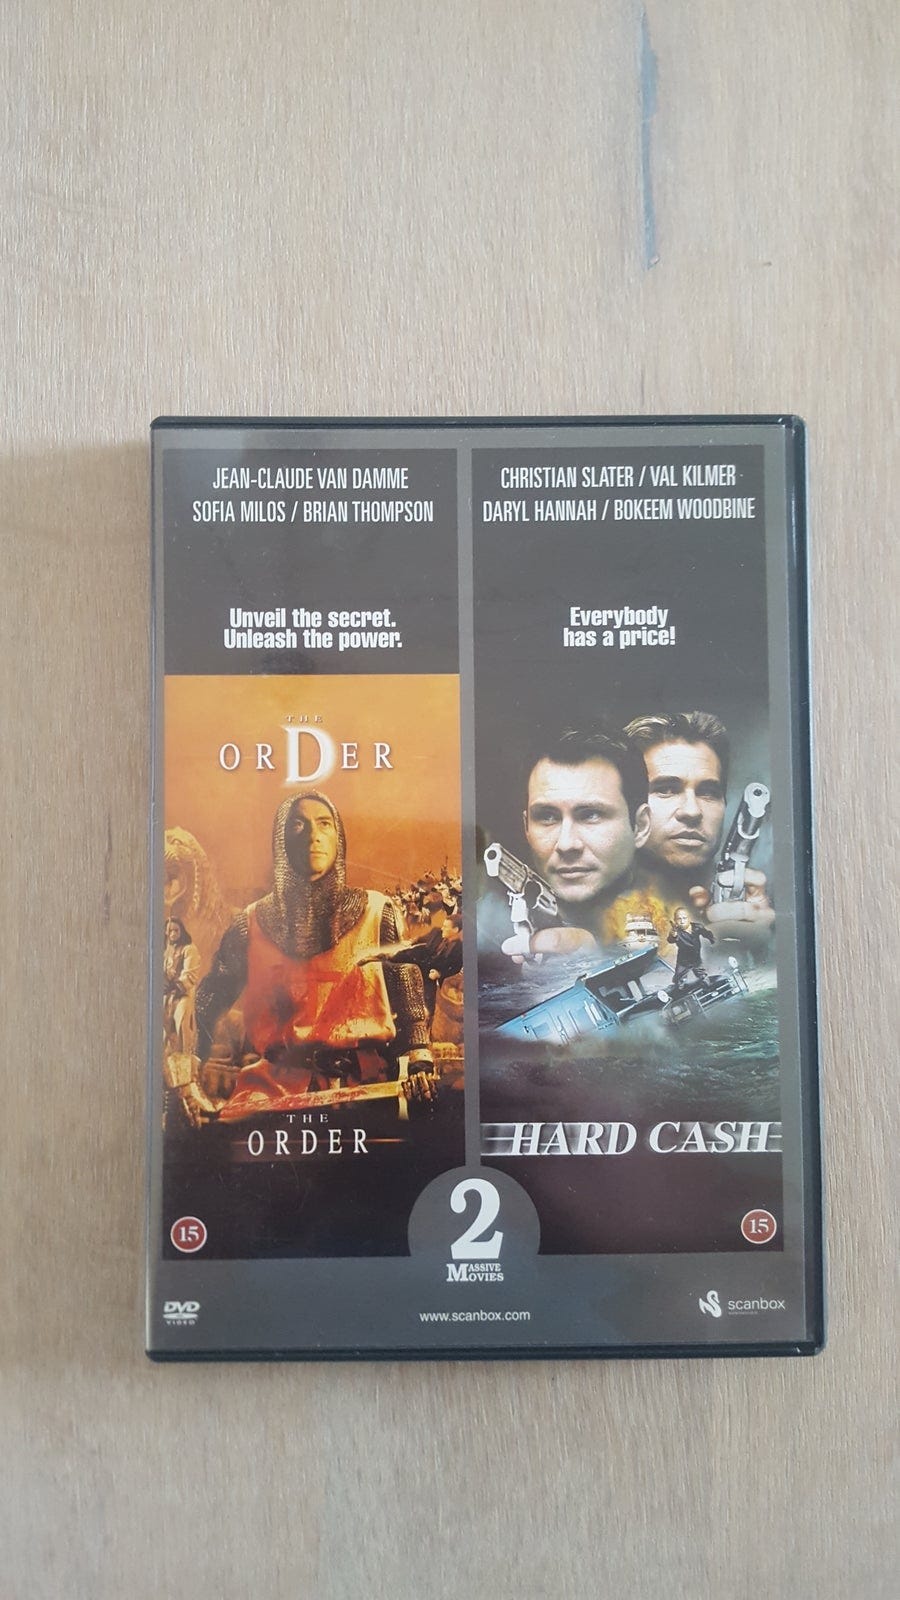 JEAN-CLAUDE VAN DAMME
SOFIA MILOS / BRIAN THOMPSON
Unveil the secret.
Unleash the power.
THE
ORDER
THE
ORDER
15
CHRISTIAN SLATER / VAL KILMER
DARYL HANNAH / BOKEEM WOODBINE
Everybody
has a price!
HARD CASH
15
2
MASSIVE
MOVIES
DVD
VIDEO
www.scanbox.com
scanbox